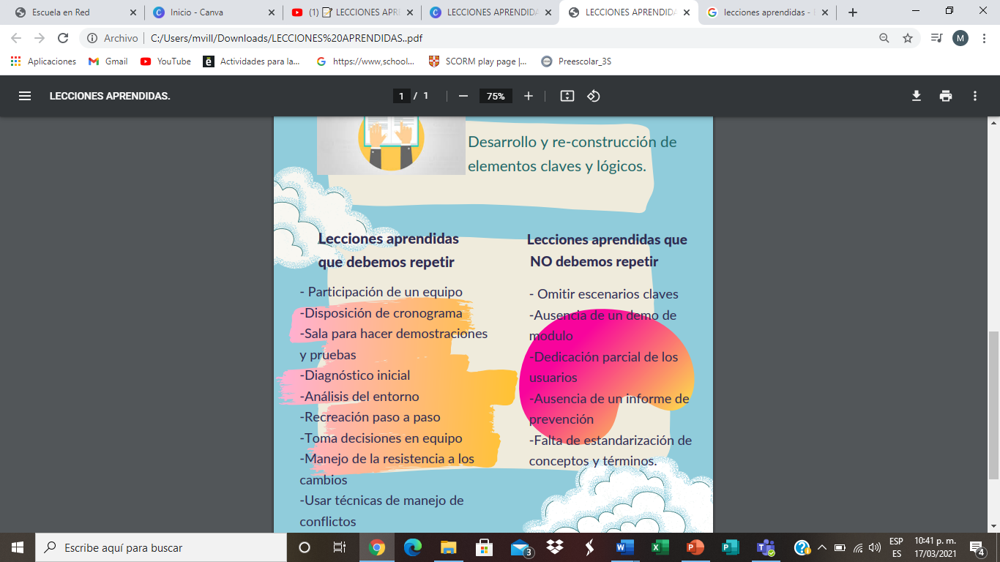 Escuela en Red
Inicio - Canva
(1) 📝 LECCIONES APRE
LECCIONES APRENDIDA
LECCIONES APRENDIDA
lecciones aprendidas -
Archivo
C:/Users/mvill/Downloads/LECCIONES%20APRENDIDAS..pdf
M
Aplicaciones
Gmail
YouTube
Actividades para la...
https://www,school...
SCORM play page |...
Preescolar_3S
LECCIONES APRENDIDAS.
1 / 1
75%
Desarrollo y re-construcción de
elementos claves y lógicos.
Lecciones aprendidas
que debemos repetir
- Participación de un equipo
-Disposición de cronograma
-Sala para hacer demostraciones
y pruebas
-Diagnóstico inicial
-Análisis del entorno
-Recreación paso a paso
-Toma decisiones en equipo
-Manejo de la resistencia a los
cambios
-Usar técnicas de manejo de
conflictos
Lecciones aprendidas que
NO debemos repetir
- Omitir escenarios claves
-Ausencia de un demo de
modulo
-Dedicación parcial de los
usuarios
-Ausencia de un informe de
prevención
-Falta de estandarización de
conceptos y términos.
Escribe aquí para buscar
3
ESP
ES
10:41 p. m.
17/03/2021
4